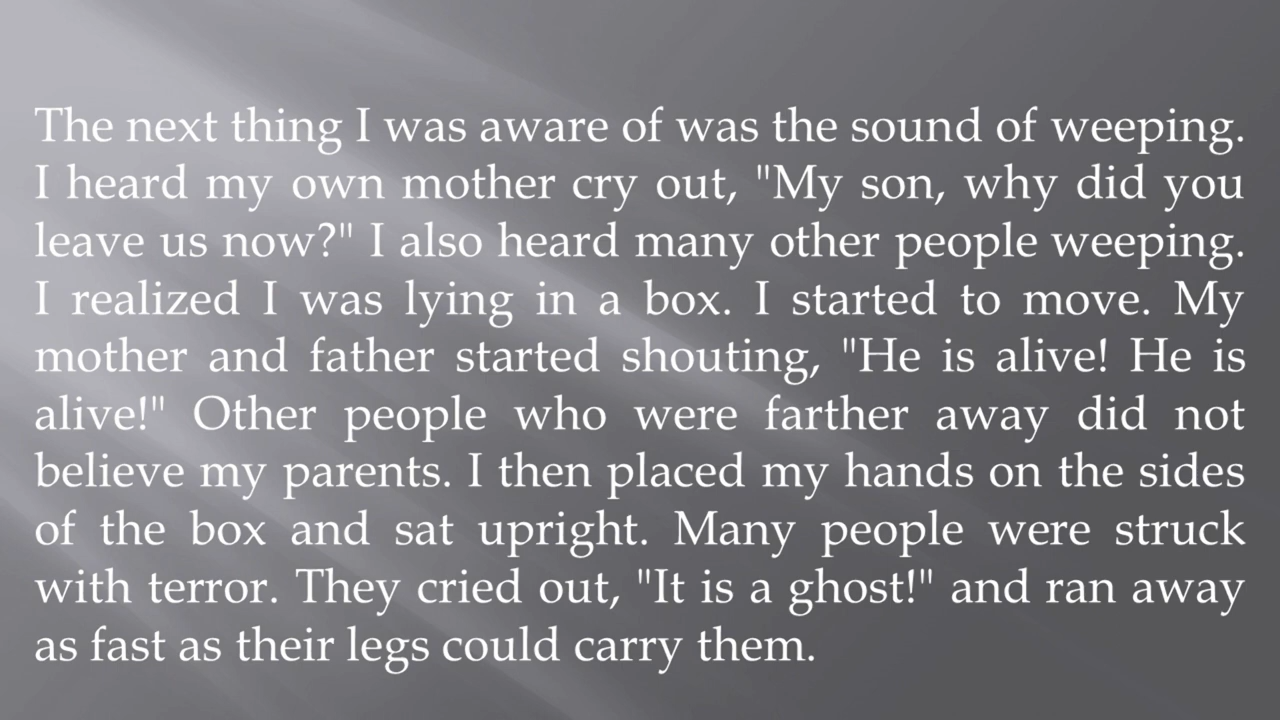 The next thing I was aware of was the sound of weeping.
I heard my own mother cry out, "My son, why did you
leave us now?" I also heard many other people weeping.
I realized I was lying in a box. I started to move. My
mother and father started shouting, "He is alive! He is
alive!" Other people who were farther away did not
believe my parents. I then placed my hands on the sides
of the box and sat upright. Many people were struck
with terror. They cried out, "It is a ghost!" and ran away
as fast as their legs could carry them.